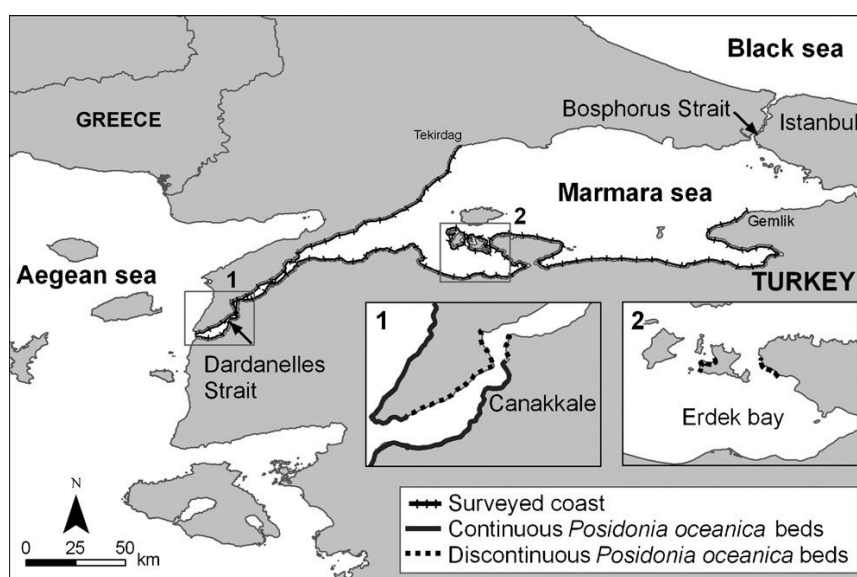 Black sea
Bosphorus Strait
Istanbul
GREECE
Tekirdag
Marmara sea
2
Gemlik
Aegean sea
1
TURKEY
Dardanelles
Strait
1
Canakkale
2
Erdek bay
N
0 25 50
km
Surveyed coast
Continuous Posidonia oceanica beds
Discontinuous Posidonia oceanica beds